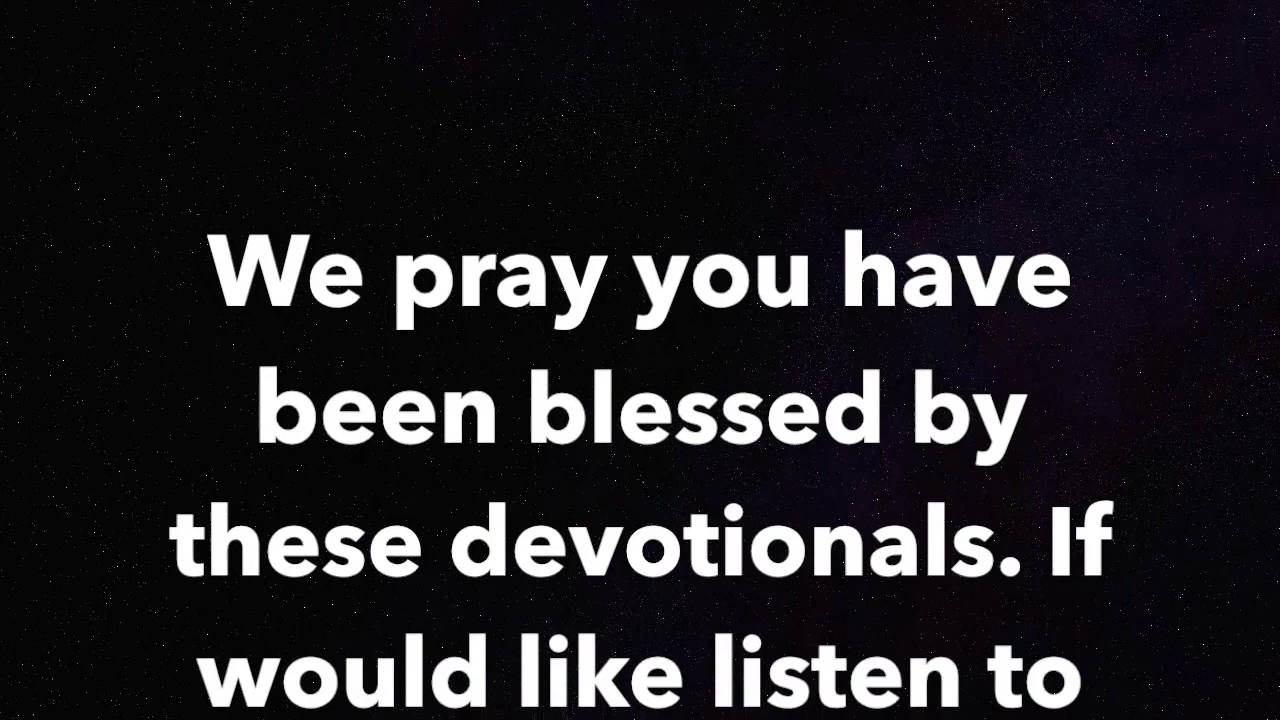 We pray you have
been blessed by
these devotionals. If
would like listen to